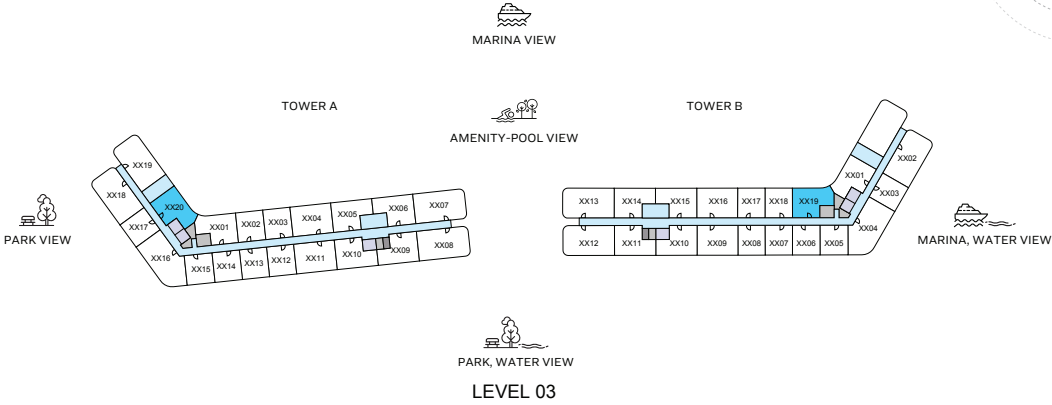 MARINA VIEW
TOWER A
TOWER B
AMENITY-POOL VIEW
PARK VIEW
MARINA, WATER VIEW
XX19
XX18
XX20
XX17
XX16
XX01
XX02
XX03
XX04
XX05
XX06
XX07
XX15
XX14
XX13
XX12
XX11
XX10
XX09
XX08
XX13
XX14
XX15
XX16
XX17
XX18
XX19
XX01
XX02
XX03
XX04
XX12
XX11
XX10
XX09
XX08
XX07
XX06
XX05
PARK, WATER VIEW
LEVEL 03